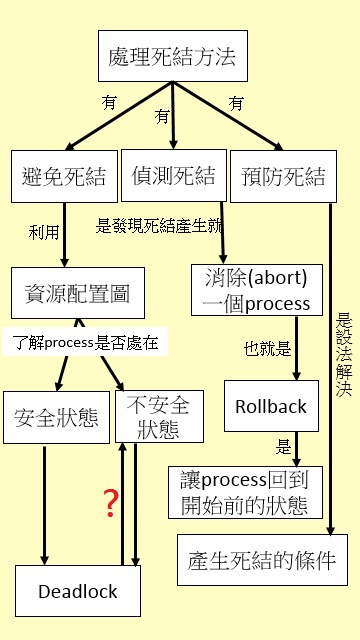 處理死結方法
有
有
有
避免死結
偵測死結
預防死結
利用
是發現死結產生就
資源配置圖
消除(abort)
一個process
是設法解決
了解process是否處在
也就是
安全狀態
不安全
狀態
Rollback
是
?
讓process回到
開始前的狀態
產生死結的條件
Deadlock